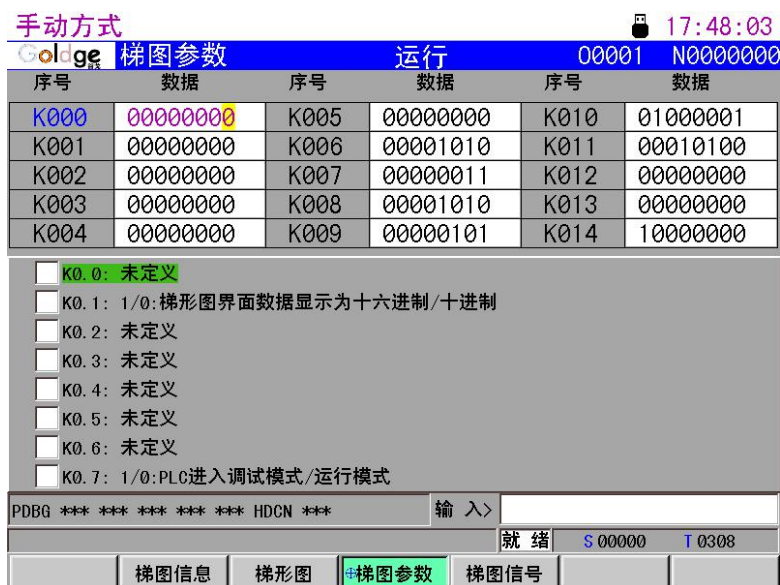 手动方式 17:48:03
Goldge 梯图参数 运行 O0001 N0000000
序号 数据 序号 数据 序号 数据
K000 00000000 K005 00000000 K010 01000001
K001 00000000 K006 00001010 K011 00010100
K002 00000000 K007 00000011 K012 00000000
K003 00000000 K008 00001010 K013 00000000
K004 00000000 K009 00000101 K014 10000000
K0.0: 未定义
K0.1: 1/0:梯形图界面数据显示为十六进制/十进制
K0.2: 未定义
K0.3: 未定义
K0.4: 未定义
K0.5: 未定义
K0.6: 未定义
K0.7: 1/0:PLC进入调试模式/运行模式
PDBG *** *** *** *** *** HDCN *** 输 入>
就 绪 S 00000 T 0308
梯图信息 梯形图 梯图参数 梯图信号